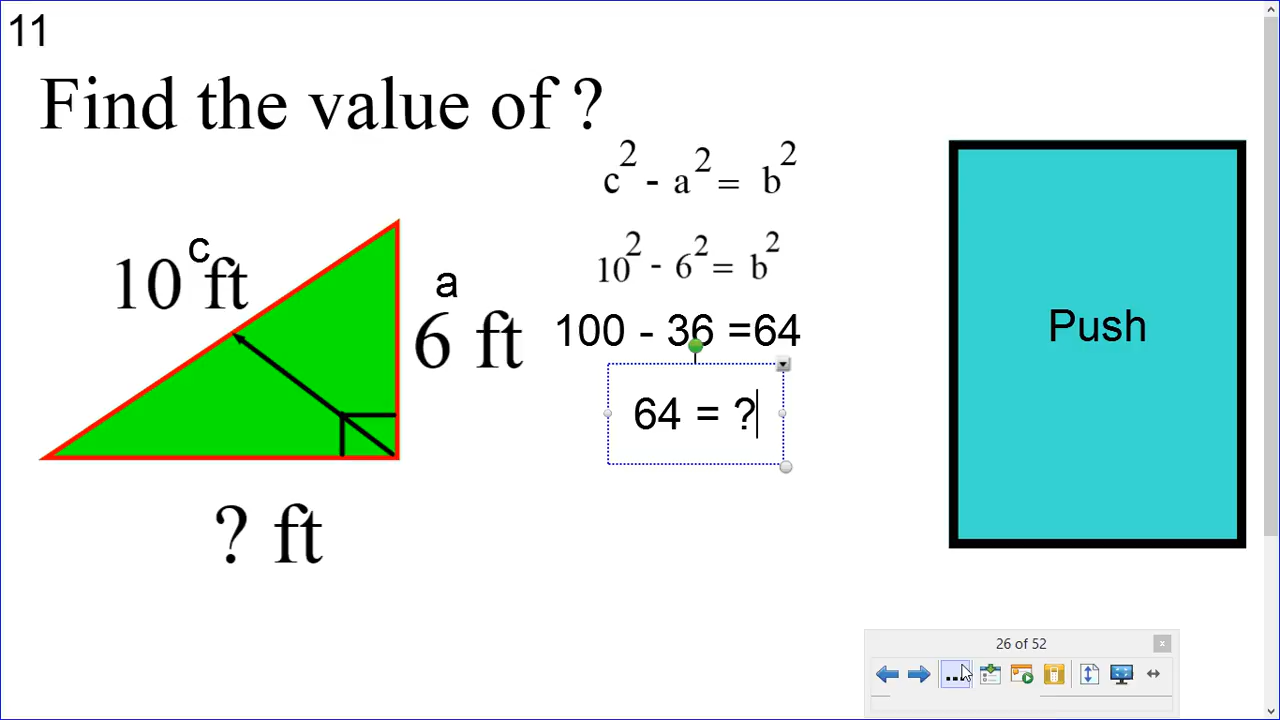 11
Find the value of ?
c² - a² = b²
10² - 6² = b²
c
10 ft
a
6 ft
100 - 36 =64
64 = ?
? ft
Push
26 of 52